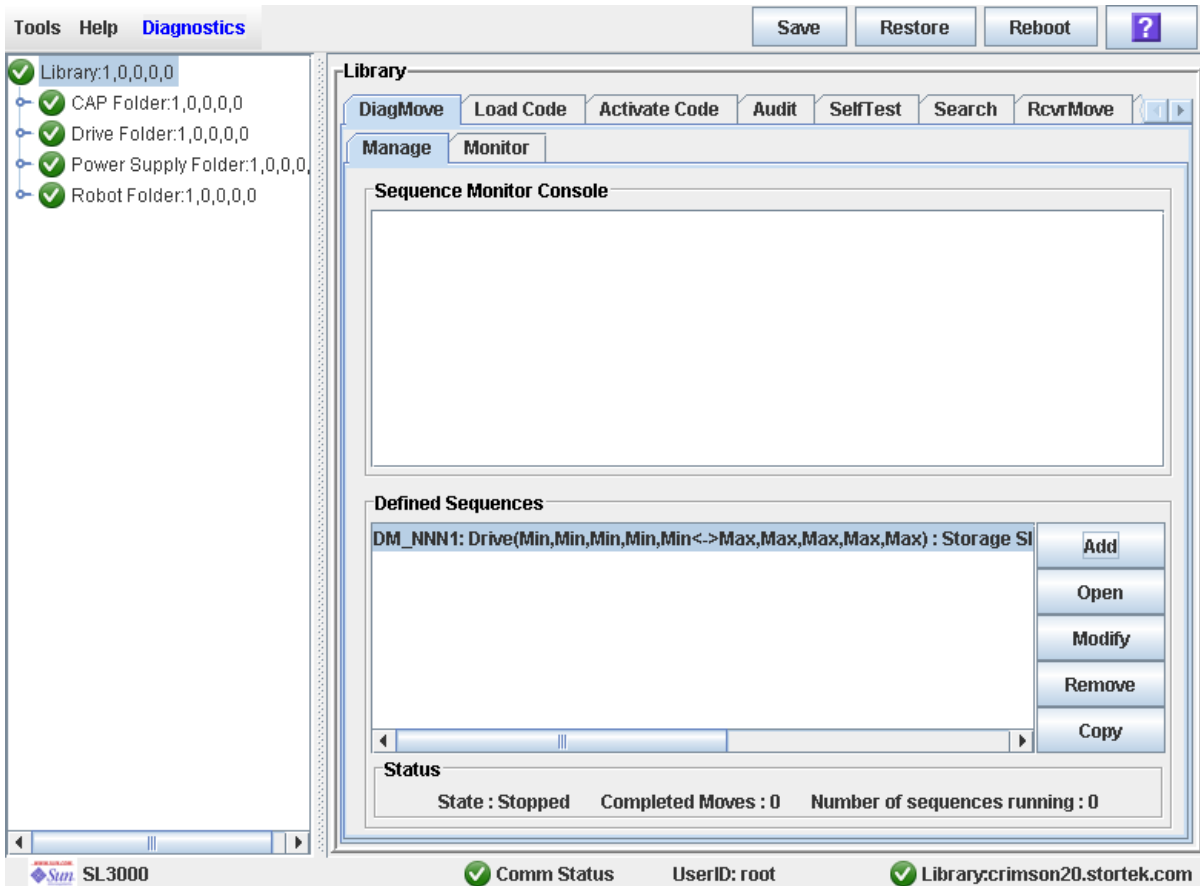 Tools Help Diagnostics Save Restore Reboot ?
Library:1,0,0,0,0
CAP Folder:1,0,0,0,0
Drive Folder:1,0,0,0,0
Power Supply Folder:1,0,0,0,
Robot Folder:1,0,0,0,0
Library
DiagMove Load Code Activate Code Audit SelfTest Search RcvrMove
Manage Monitor
Sequence Monitor Console
Defined Sequences
DM_NNN1: Drive(Min,Min,Min,Min,Min<->Max,Max,Max,Max,Max) : Storage Sl
Add
Open
Modify
Remove
Copy
Status
State : Stopped Completed Moves : 0 Number of sequences running : 0
Sun SL3000 Comm Status UserID: root Library:crimson20.stortek.com